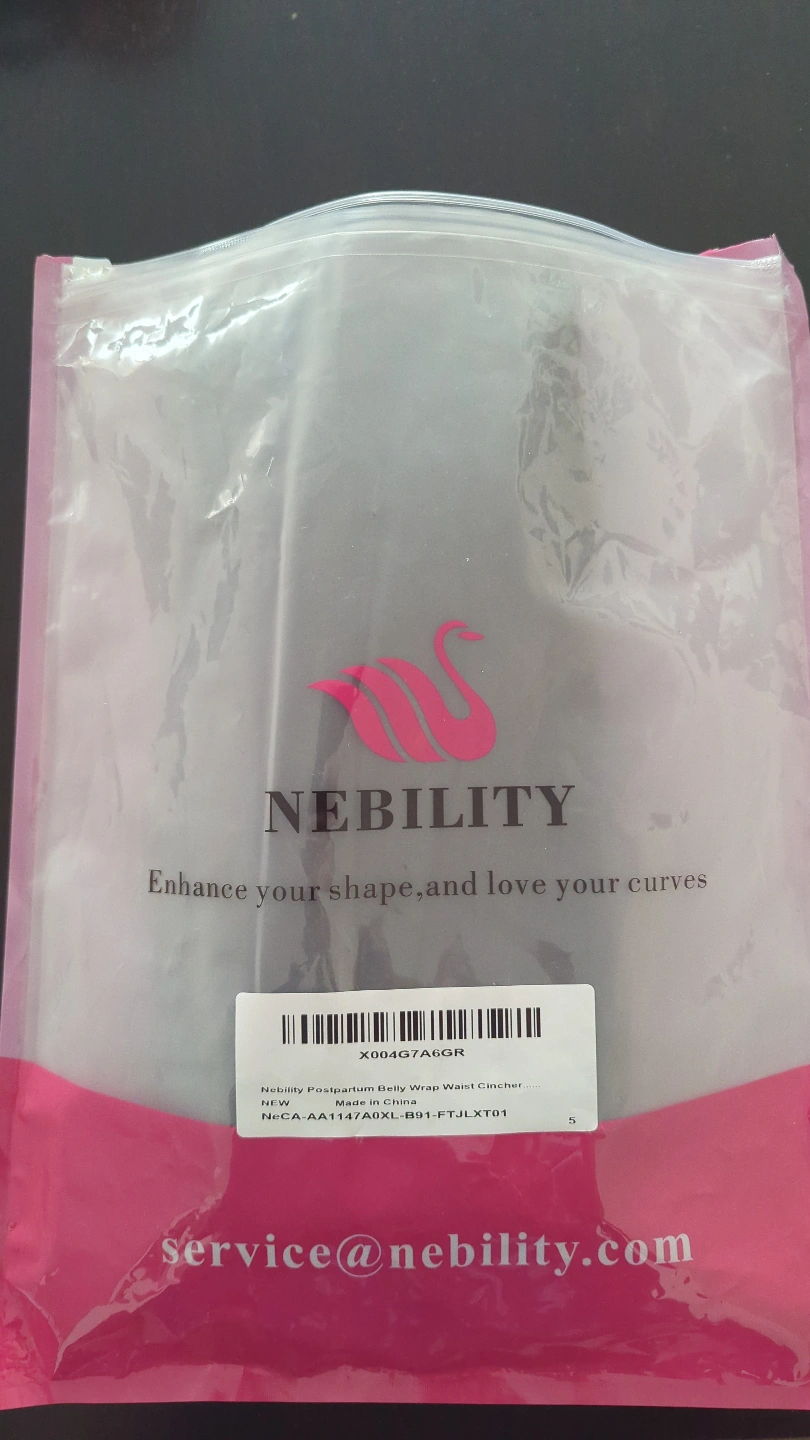 NEBILITY
Enhance your shape,and love your curves
X004G7A6GR
Nebility Postpartum Belly Wrap Waist Cincher......
NEW Made in China
NeCA-AA1147A0XL-B91-FTJLXT01 5
service@nebility.com